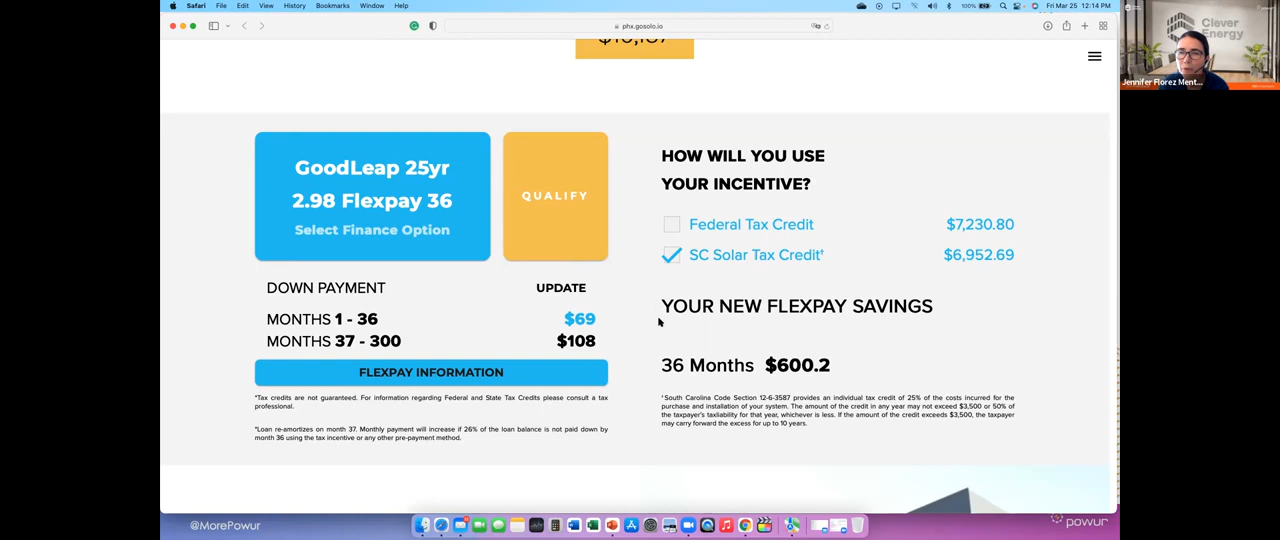 Safari File Edit View History Bookmarks Window Help
100% Fri Mar 25 12:14 PM
phx.gosolo.io
Clever
Energy
Jennifer Florez Ment...
GoodLeap 25yr
2.98 Flexpay 36
Select Finance Option
QUALIFY
HOW WILL YOU USE
YOUR INCENTIVE?
Federal Tax Credit $7,230.80
SC Solar Tax Credit† $6,952.69
DOWN PAYMENT UPDATE
MONTHS 1 - 36 $69
MONTHS 37 - 300 $108
FLEXPAY INFORMATION
YOUR NEW FLEXPAY SAVINGS
36 Months $600.2
*Tax credits are not guaranteed. For information regarding Federal and State Tax Credits please consult a tax
professional.
*Loan re-amortizes on month 37. Monthly payment will increase if 26% of the loan balance is not paid down by
month 36 using the tax incentive or any other pre-payment method.
† South Carolina Code Section 12-6-3587 provides an individual tax credit of 25% of the costs incurred for the
purchase and installation of your system. The amount of the credit in any year may not exceed $3,500 or 50% of
the taxpayer's taxliability for that year, whichever is less. If the amount of the credit exceeds $3,500, the taxpayer
may carry forward the excess for up to 10 years.
@MorePowur
powur